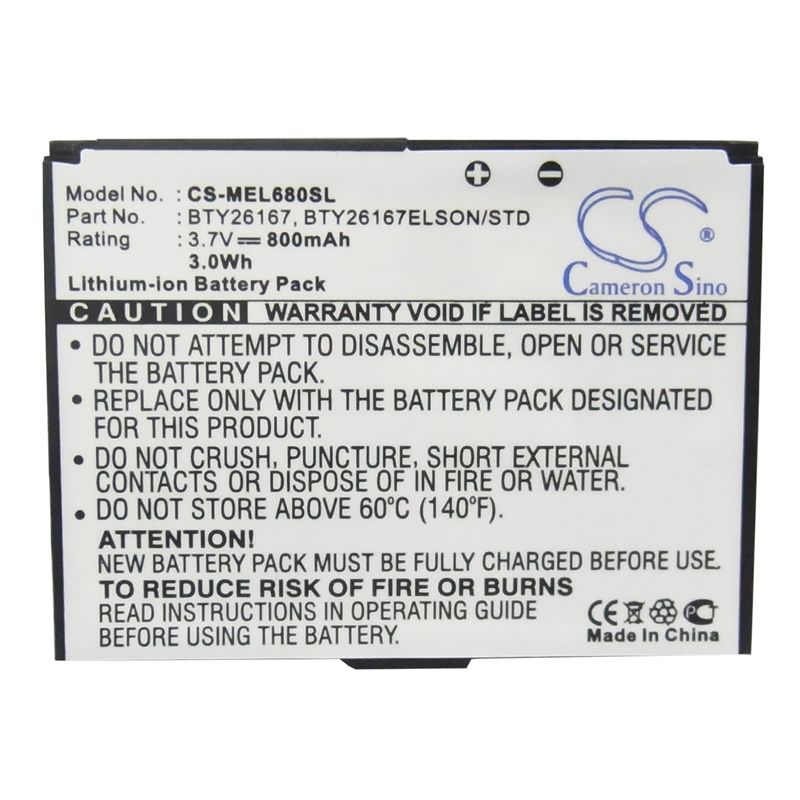 Model No. : CS-MEL680SL
Part No. : BTY26167, BTY26167ELSON/STD
Rating : 3.7V 800mAh
3.0Wh
Lithium-ion Battery Pack
CS ®
Cameron Sino
CAUTION WARRANTY VOID IF LABEL IS REMOVED
• DO NOT ATTEMPT TO DISASSEMBLE, OPEN OR SERVICE
THE BATTERY PACK.
• REPLACE ONLY WITH THE BATTERY PACK DESIGNATED
FOR THIS PRODUCT.
• DO NOT CRUSH, PUNCTURE, SHORT EXTERNAL
CONTACTS OR DISPOSE OF IN FIRE OR WATER.
• DO NOT STORE ABOVE 60°C (140°F).
ATTENTION!
NEW BATTERY PACK MUST BE FULLY CHARGED BEFORE USE.
TO REDUCE RISK OF FIRE OR BURNS
READ INSTRUCTIONS IN OPERATING GUIDE
BEFORE USING THE BATTERY.
CE
Made In China